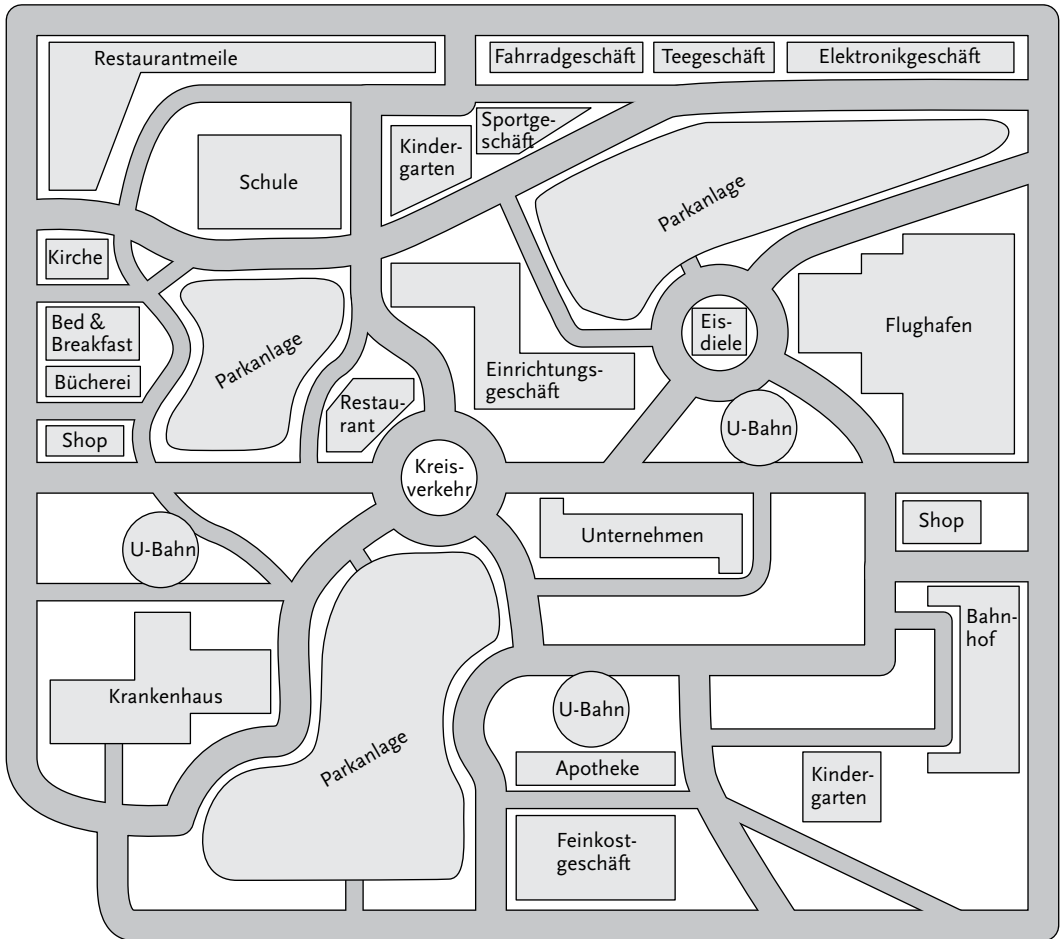 Restaurantmeile
Fahrradgeschäft
Teegeschäft
Elektronikgeschäft
Sportge-
schäft
Kinder-
garten
Schule
Parkanlage
Kirche
Bed &
Breakfast
Bücherei
Shop
Parkanlage
Restau-
rant
Einrichtungs-
geschäft
Eis-
diele
Flughafen
U-Bahn
Kreis-
verkehr
U-Bahn
Unternehmen
Shop
Bahn-
hof
Krankenhaus
Parkanlage
U-Bahn
Apotheke
Kinder-
garten
Feinkost-
geschäft